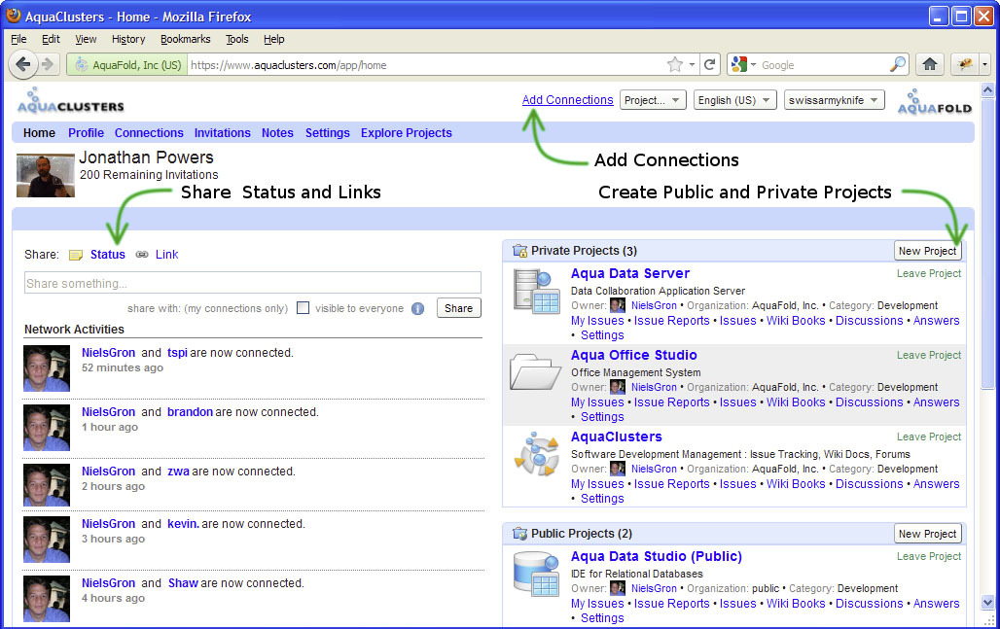 AquaClusters - Home - Mozilla Firefox
File Edit View History Bookmarks Tools Help
AquaFold, Inc (US) https://www.aquaclusters.com/app/home Google
AQUACLUSTERS Add Connections Project... English (US) swissarmyknife AQUAFOLD
Home Profile Connections Invitations Notes Settings Explore Projects
Jonathan Powers
200 Remaining Invitations
Add Connections
Share Status and Links
Create Public and Private Projects
Share: Status Link
Share something...
share with: (my connections only) visible to everyone Share
Network Activities
NielsGron and tspi are now connected.
52 minutes ago
NielsGron and brandon are now connected.
1 hour ago
NielsGron and zwa are now connected.
2 hours ago
NielsGron and kevin. are now connected.
3 hours ago
NielsGron and Shaw are now connected.
4 hours ago
Private Projects (3) New Project
Aqua Data Server Leave Project
Data Collaboration Application Server
Owner: NielsGron • Organization: AquaFold, Inc. • Category: Development
My Issues • Issue Reports • Issues • Wiki Books • Discussions • Answers
• Settings
Aqua Office Studio Leave Project
Office Management System
Owner: NielsGron • Organization: AquaFold, Inc. • Category: Development
My Issues • Issue Reports • Issues • Wiki Books • Discussions • Answers
• Settings
AquaClusters Leave Project
Software Development Management : Issue Tracking, Wiki Docs, Forums
Owner: NielsGron • Organization: AquaFold, Inc. • Category: Development
My Issues • Issue Reports • Issues • Wiki Books • Discussions • Answers
• Settings
Public Projects (2) New Project
Aqua Data Studio (Public) Leave Project
IDE for Relational Databases
Owner: NielsGron • Organization: public • Category: Development
My Issues • Issue Reports • Issues • Wiki Books • Discussions • Answers
• Settings